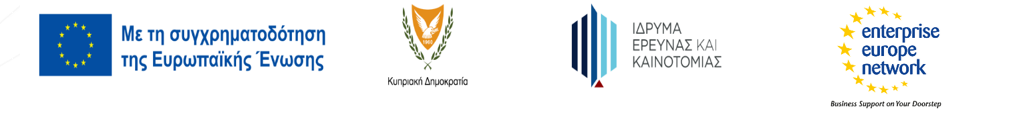 Με τη συγχρηματοδότηση
της Ευρωπαϊκής Ένωσης
Κυπριακή Δημοκρατία
ΙΔΡΥΜΑ
ΕΡΕΥΝΑΣ ΚΑΙ
ΚΑΙΝΟΤΟΜΙΑΣ
enterprise
europe
network
Business Support on Your Doorstep